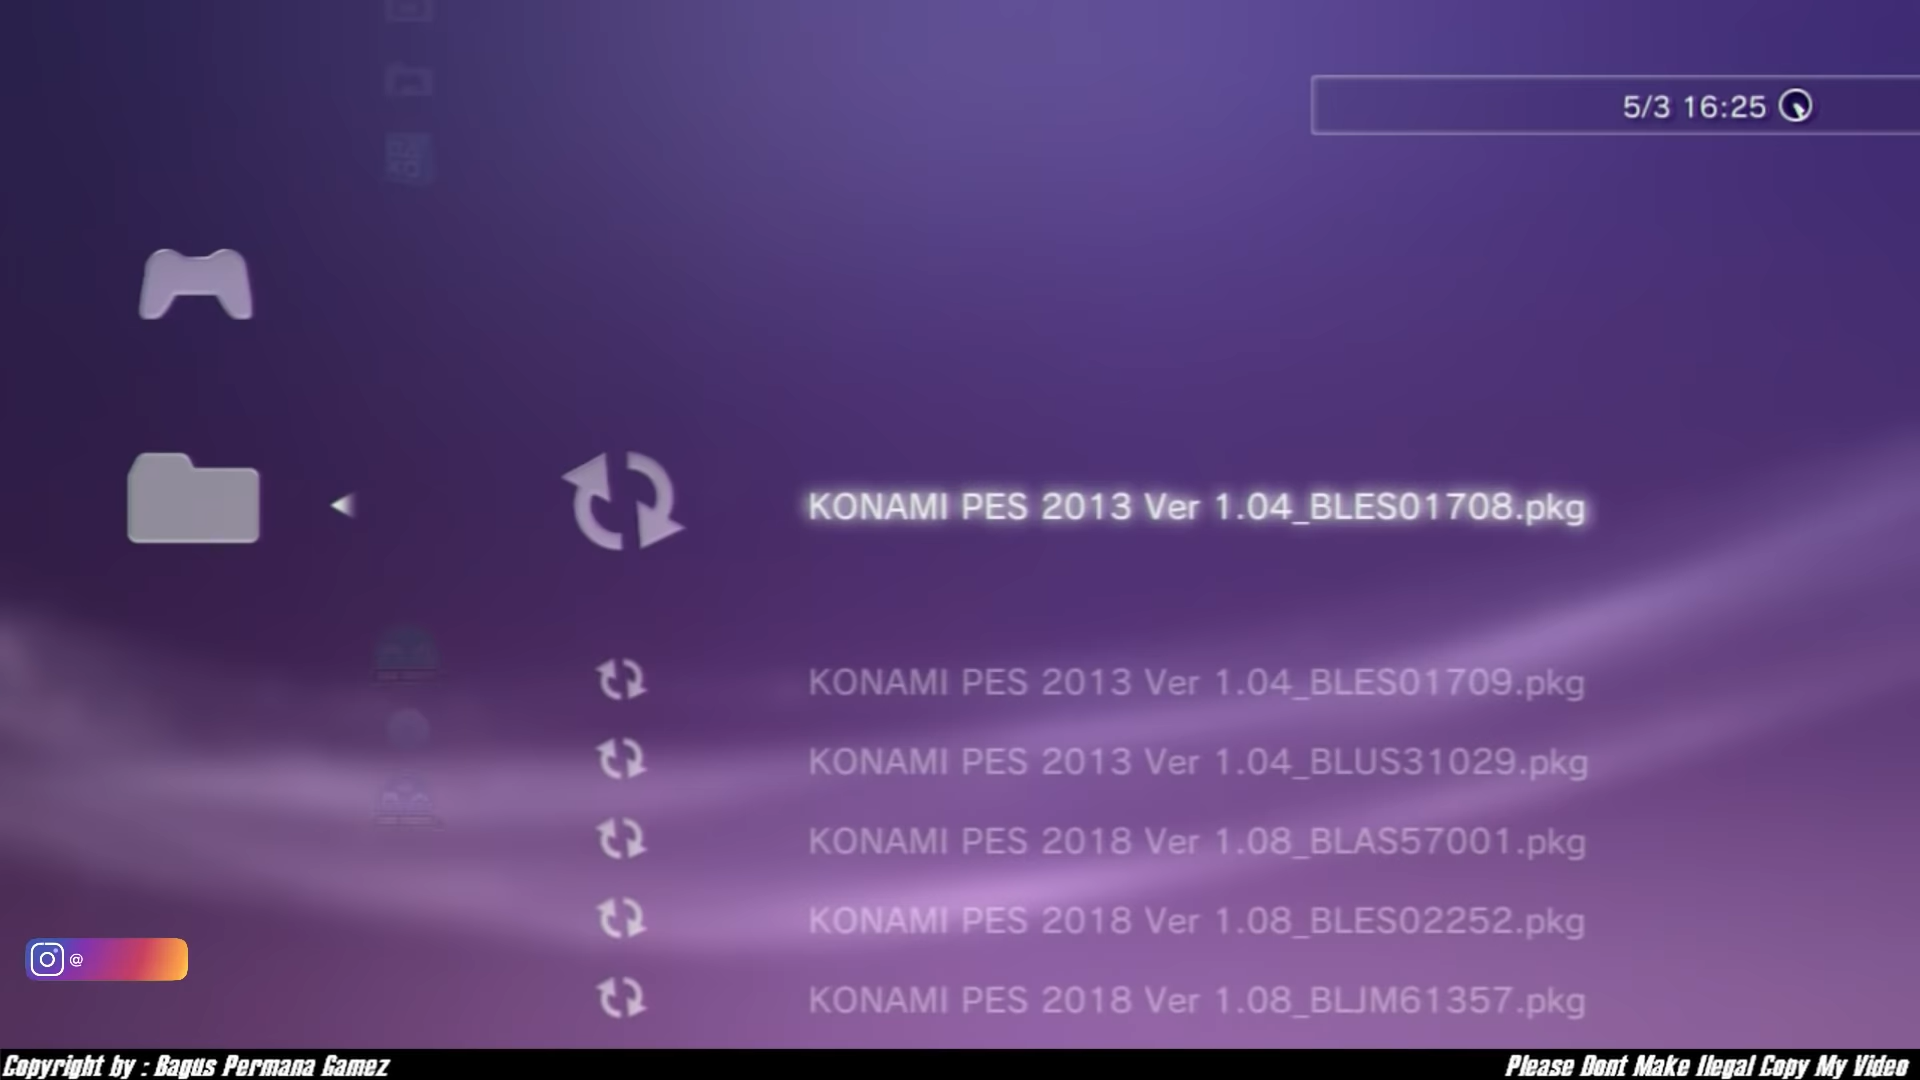 5/3 16:25
KONAMI PES 2013 Ver 1.04_BLES01708.pkg
KONAMI PES 2013 Ver 1.04_BLES01709.pkg
KONAMI PES 2013 Ver 1.04_BLUS31029.pkg
KONAMI PES 2018 Ver 1.08_BLAS57001.pkg
KONAMI PES 2018 Ver 1.08_BLES02252.pkg
@
KONAMI PES 2018 Ver 1.08_BLJM61357.pkg
Copyright by : Bagus Permana Gamez
Please Dont Make Ilegal Copy My Video